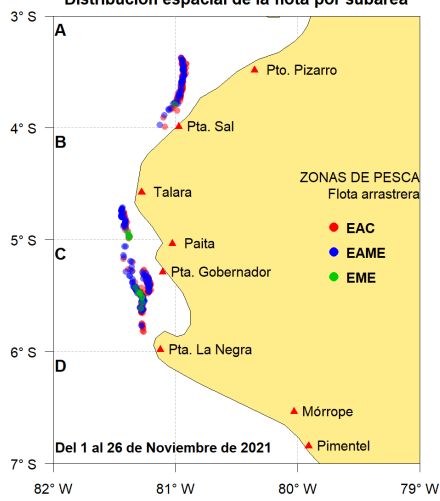 Distribución espacial de la flota por subárea
3° S
A
Pto. Pizarro
4° S
Pta. Sal
B
ZONAS DE PESCA
Flota arrastrera
Talara
EAC
5° S
Paita
C
EAME
Pta. Gobernador
EME
6° S
Pta. La Negra
D
Mórrope
Del 1 al 26 de Noviembre de 2021
Pimentel
7° S
82° W
81° W
80° W
79° W